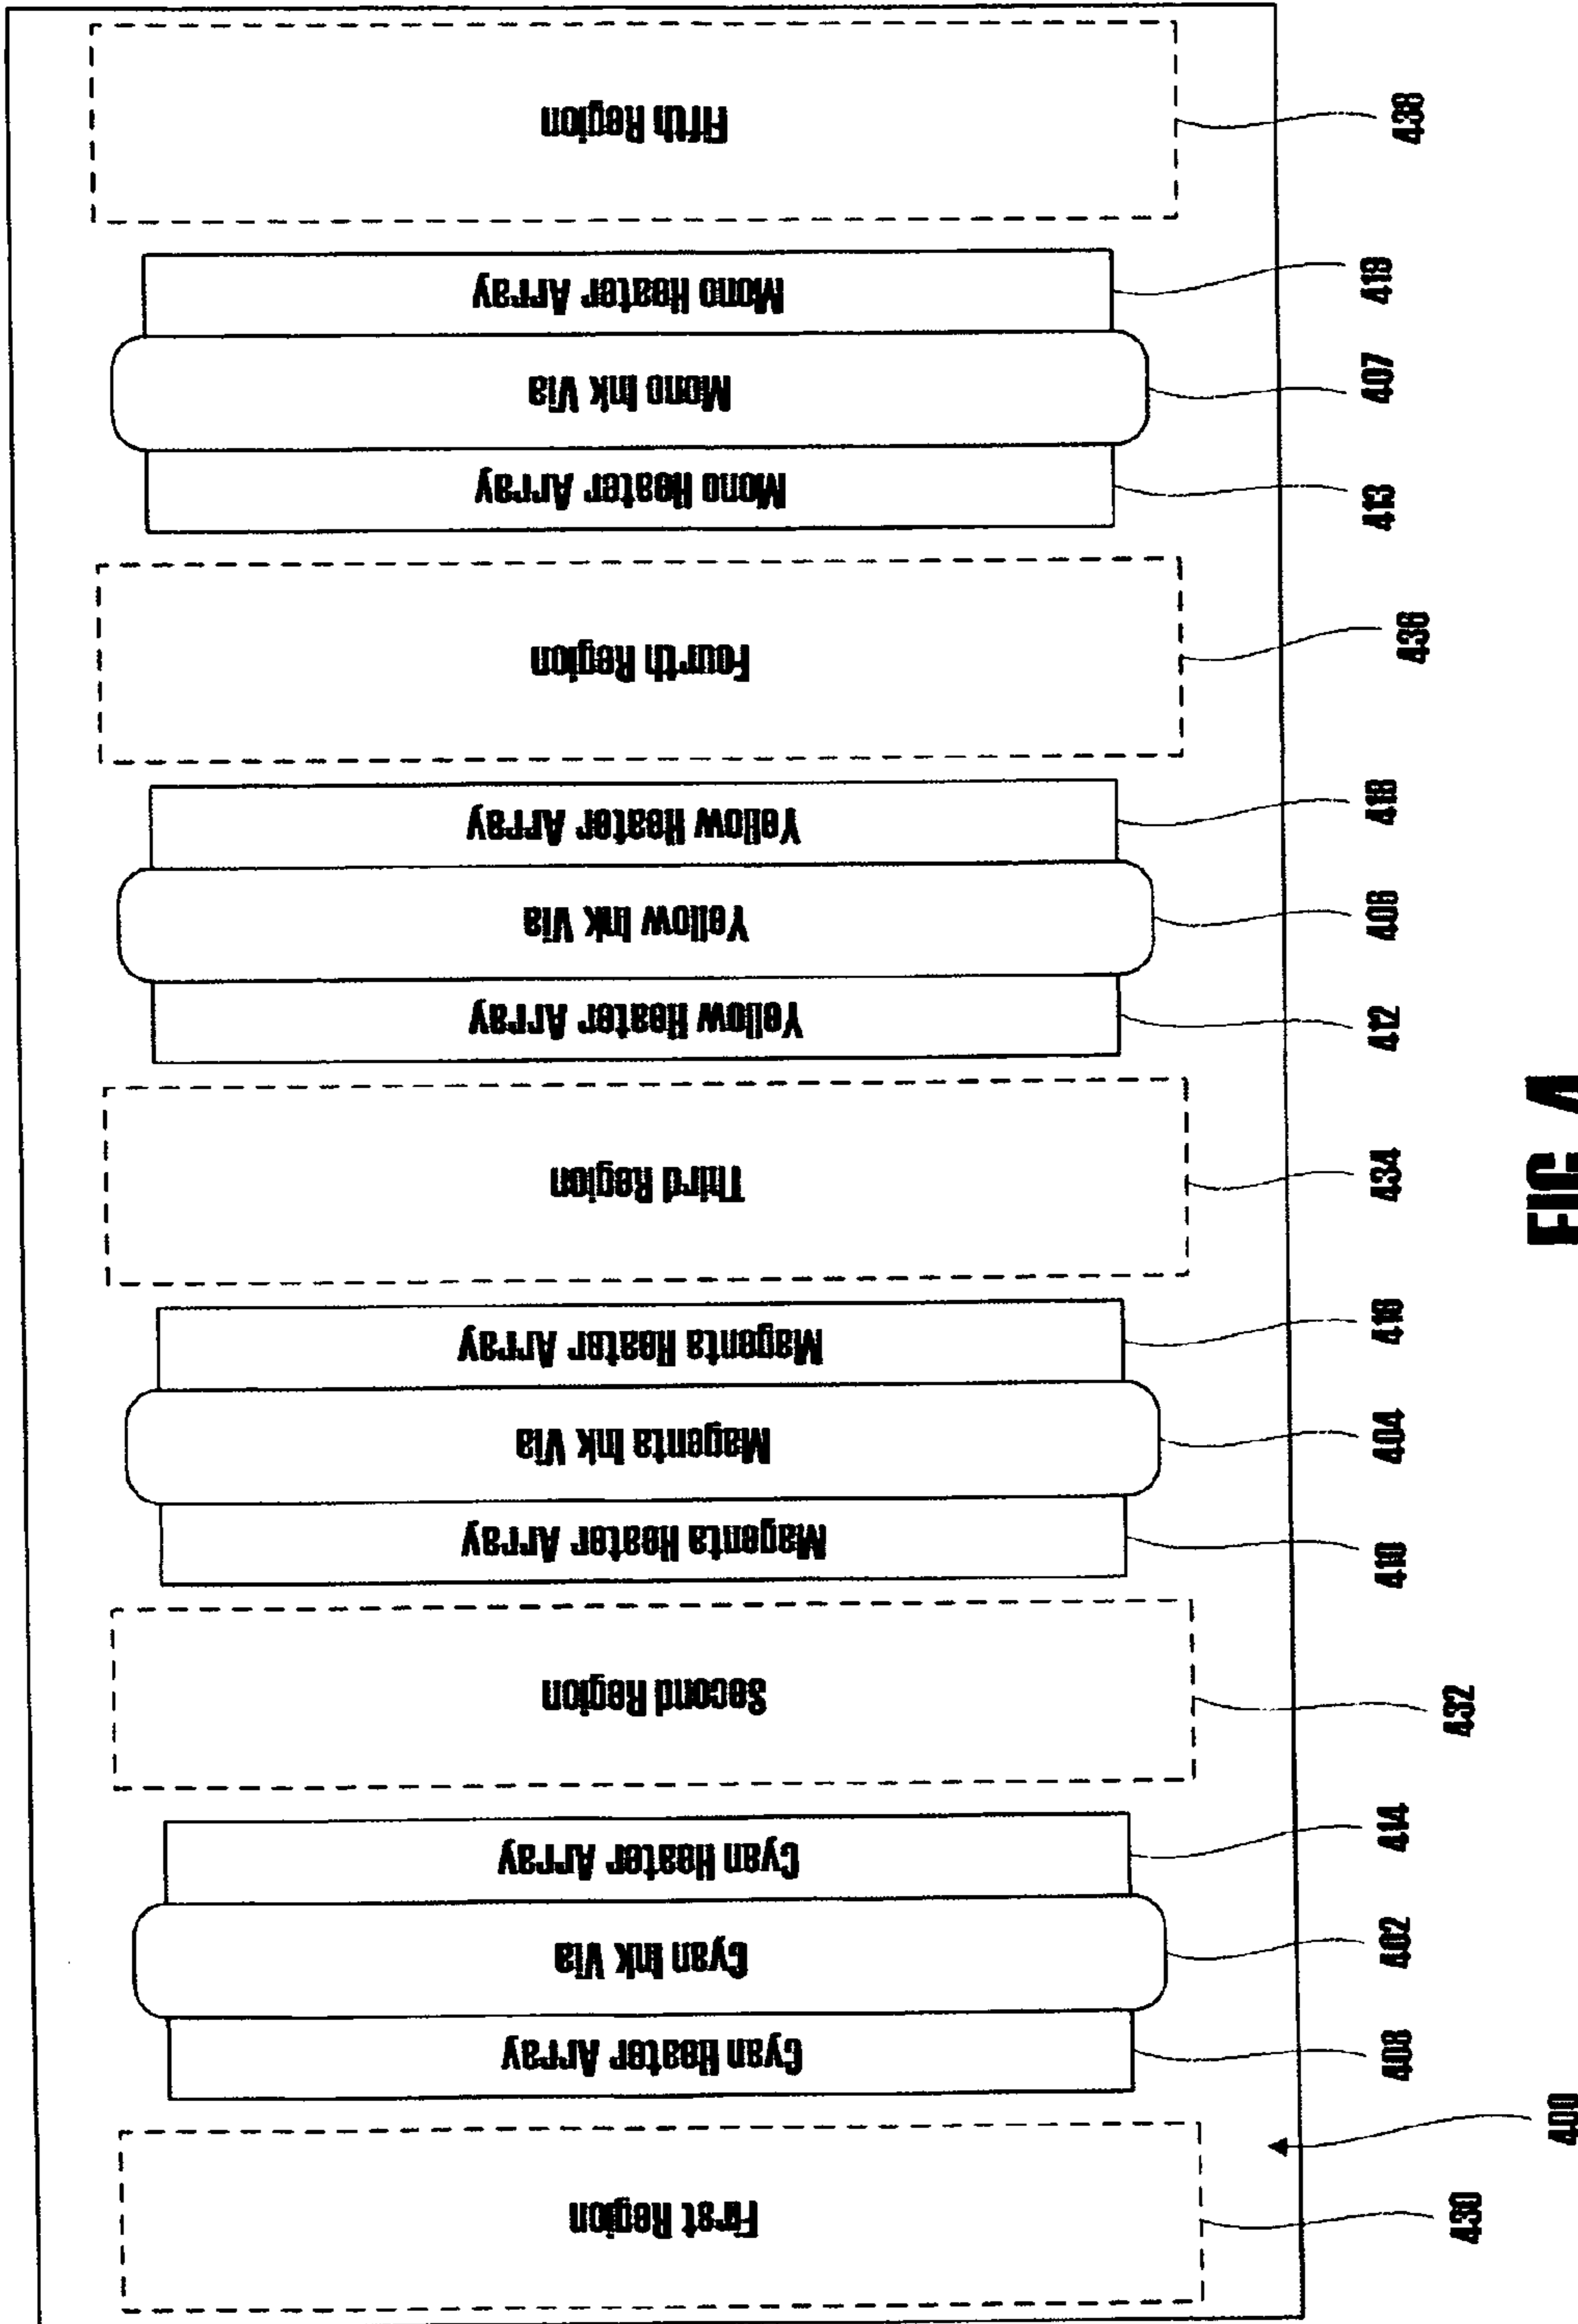 Fifth Region
438
Mono Heater Array
419
Mono Ink Via
407
Mono Heater Array
413
Fourth Region
436
Yellow Heater Array
418
Yellow Ink Via
406
Yellow Heater Array
412
Third Region
434
Magenta Heater Array
416
Magenta Ink Via
404
Magenta Heater Array
410
Second Region
432
Cyan Heater Array
414
Cyan Ink Via
402
Cyan Heater Array
408
400
First Region
430
FIG. 4